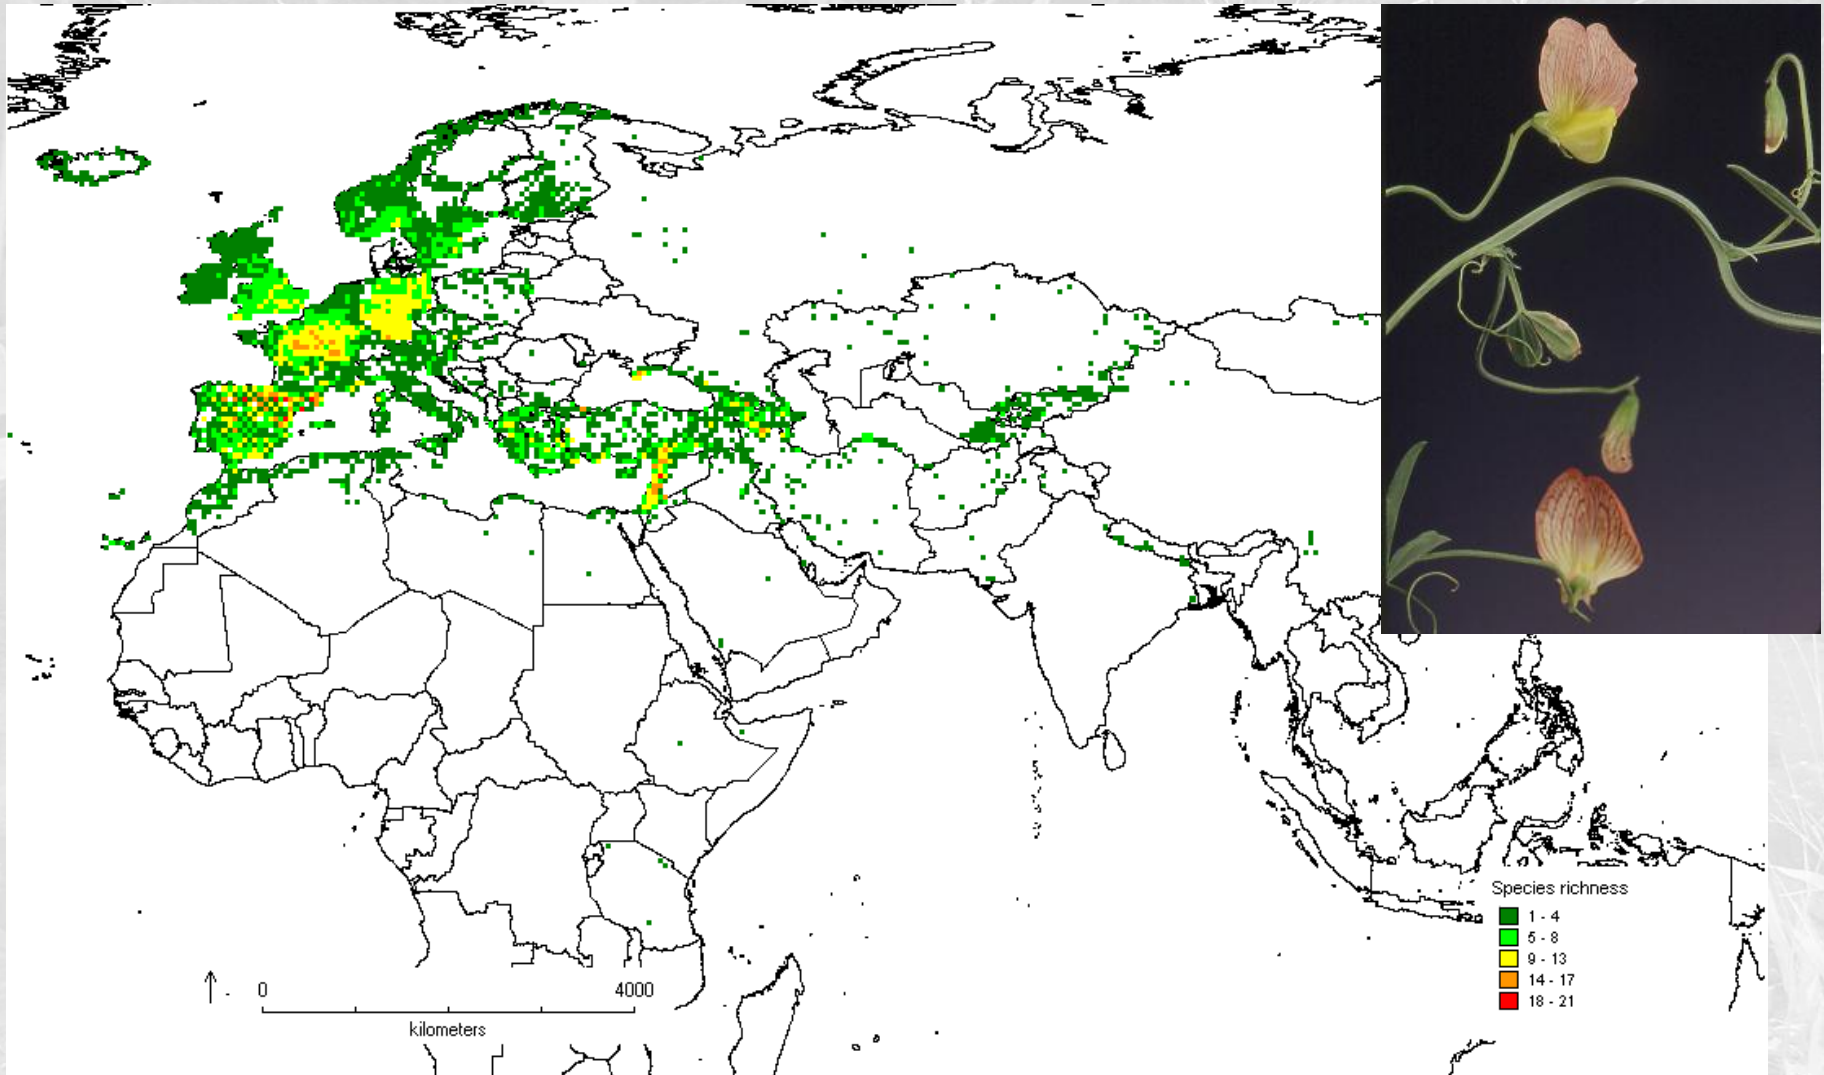 Species richness
1 - 4
5 - 8
9 - 13
14 - 17
18 - 21
0 4000
kilometers